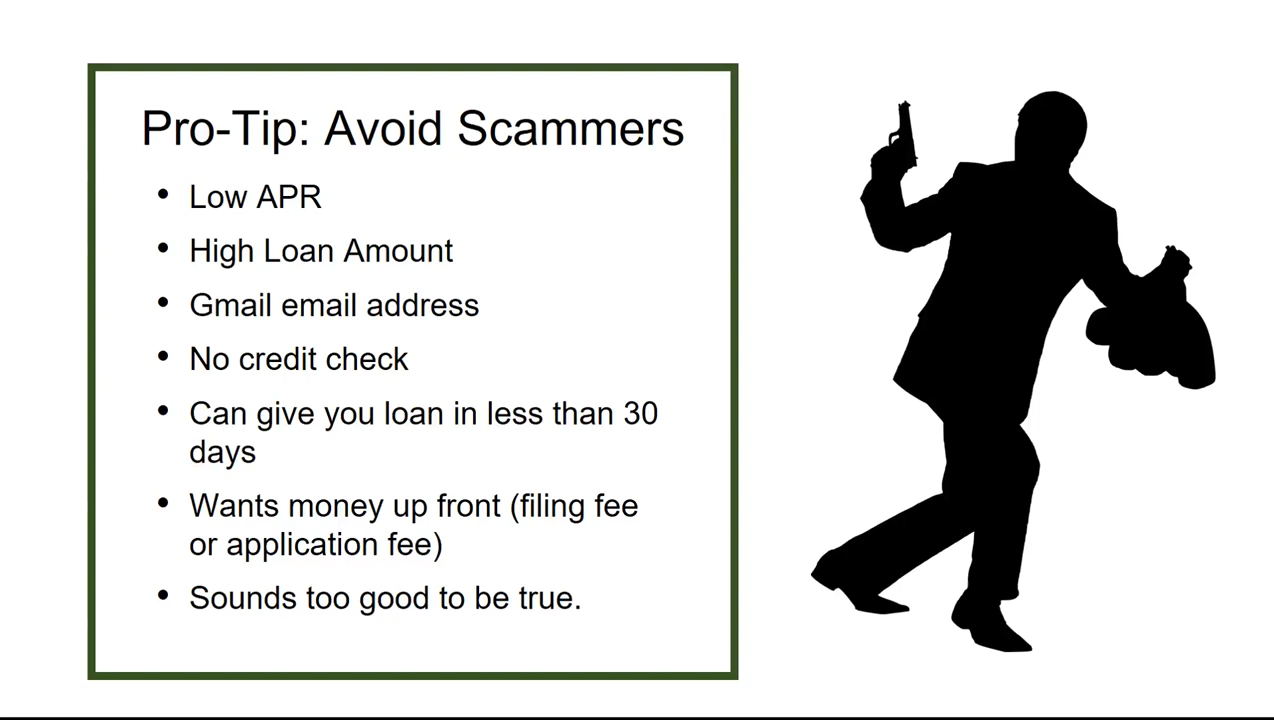 Pro-Tip: Avoid Scammers
• Low APR
• High Loan Amount
• Gmail email address
• No credit check
• Can give you loan in less than 30
days
• Wants money up front (filing fee
or application fee)
• Sounds too good to be true.